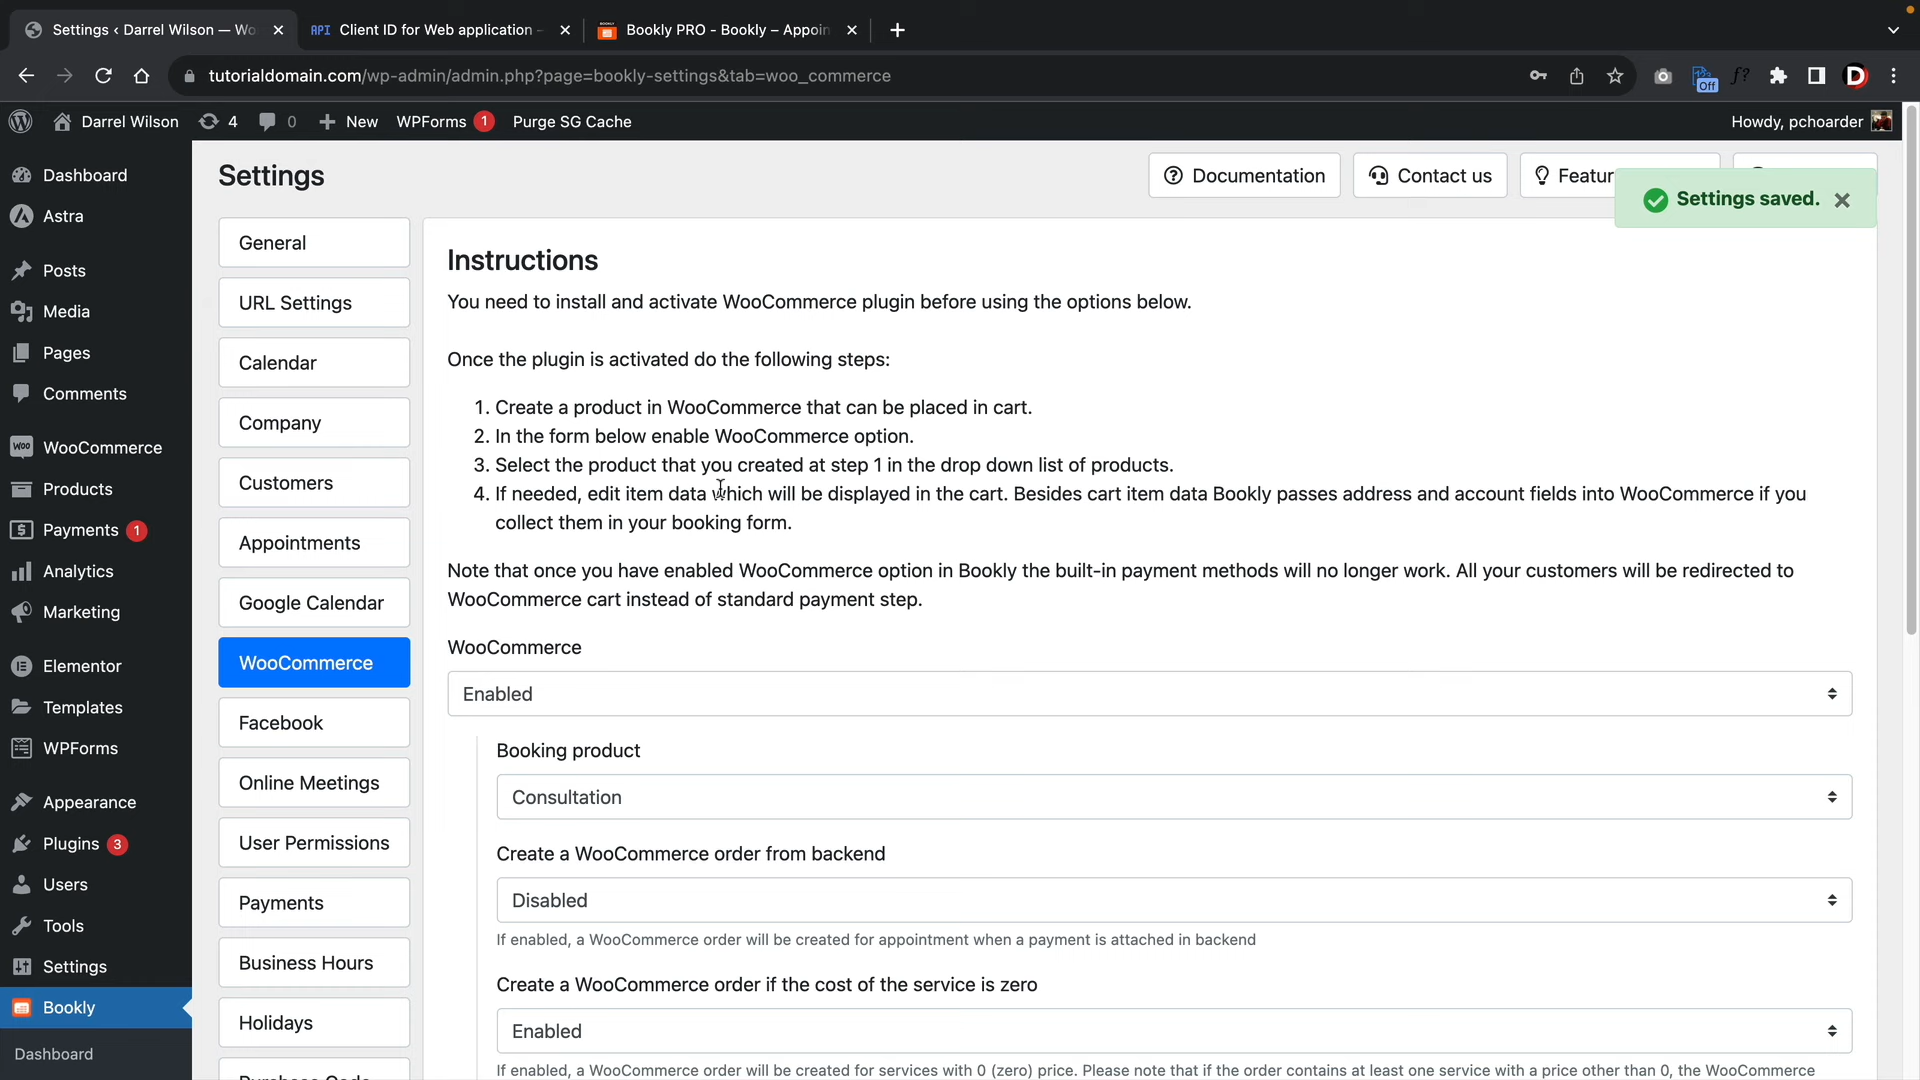 Settings ‹ Darrel Wilson — Wo
API Client ID for Web application -
Bookly PRO - Bookly – Appoin
tutorialdomain.com/wp-admin/admin.php?page=bookly-settings&tab=woo_commerce
Off
f?
D
Darrel Wilson
4
0
New
WPForms 1
Purge SG Cache
Howdy, pchoarder
Dashboard
Astra
Posts
Media
Pages
Comments
WooCommerce
Products
Payments 1
Analytics
Marketing
Elementor
Templates
WPForms
Appearance
Plugins 3
Users
Tools
Settings
Bookly
Dashboard
Settings
Documentation
Contact us
Featur
Settings saved.
General
URL Settings
Calendar
Company
Customers
Appointments
Google Calendar
WooCommerce
Facebook
Online Meetings
User Permissions
Payments
Business Hours
Holidays
Purchase Code
Instructions
You need to install and activate WooCommerce plugin before using the options below.
Once the plugin is activated do the following steps:
1. Create a product in WooCommerce that can be placed in cart.
2. In the form below enable WooCommerce option.
3. Select the product that you created at step 1 in the drop down list of products.
4. If needed, edit item data which will be displayed in the cart. Besides cart item data Bookly passes address and account fields into WooCommerce if you
collect them in your booking form.
Note that once you have enabled WooCommerce option in Bookly the built-in payment methods will no longer work. All your customers will be redirected to
WooCommerce cart instead of standard payment step.
WooCommerce
Enabled
Booking product
Consultation
Create a WooCommerce order from backend
Disabled
If enabled, a WooCommerce order will be created for appointment when a payment is attached in backend
Create a WooCommerce order if the cost of the service is zero
Enabled
If enabled, a WooCommerce order will be created for services with 0 (zero) price. Please note that if the order contains at least one service with a price other than 0, the WooCommerce